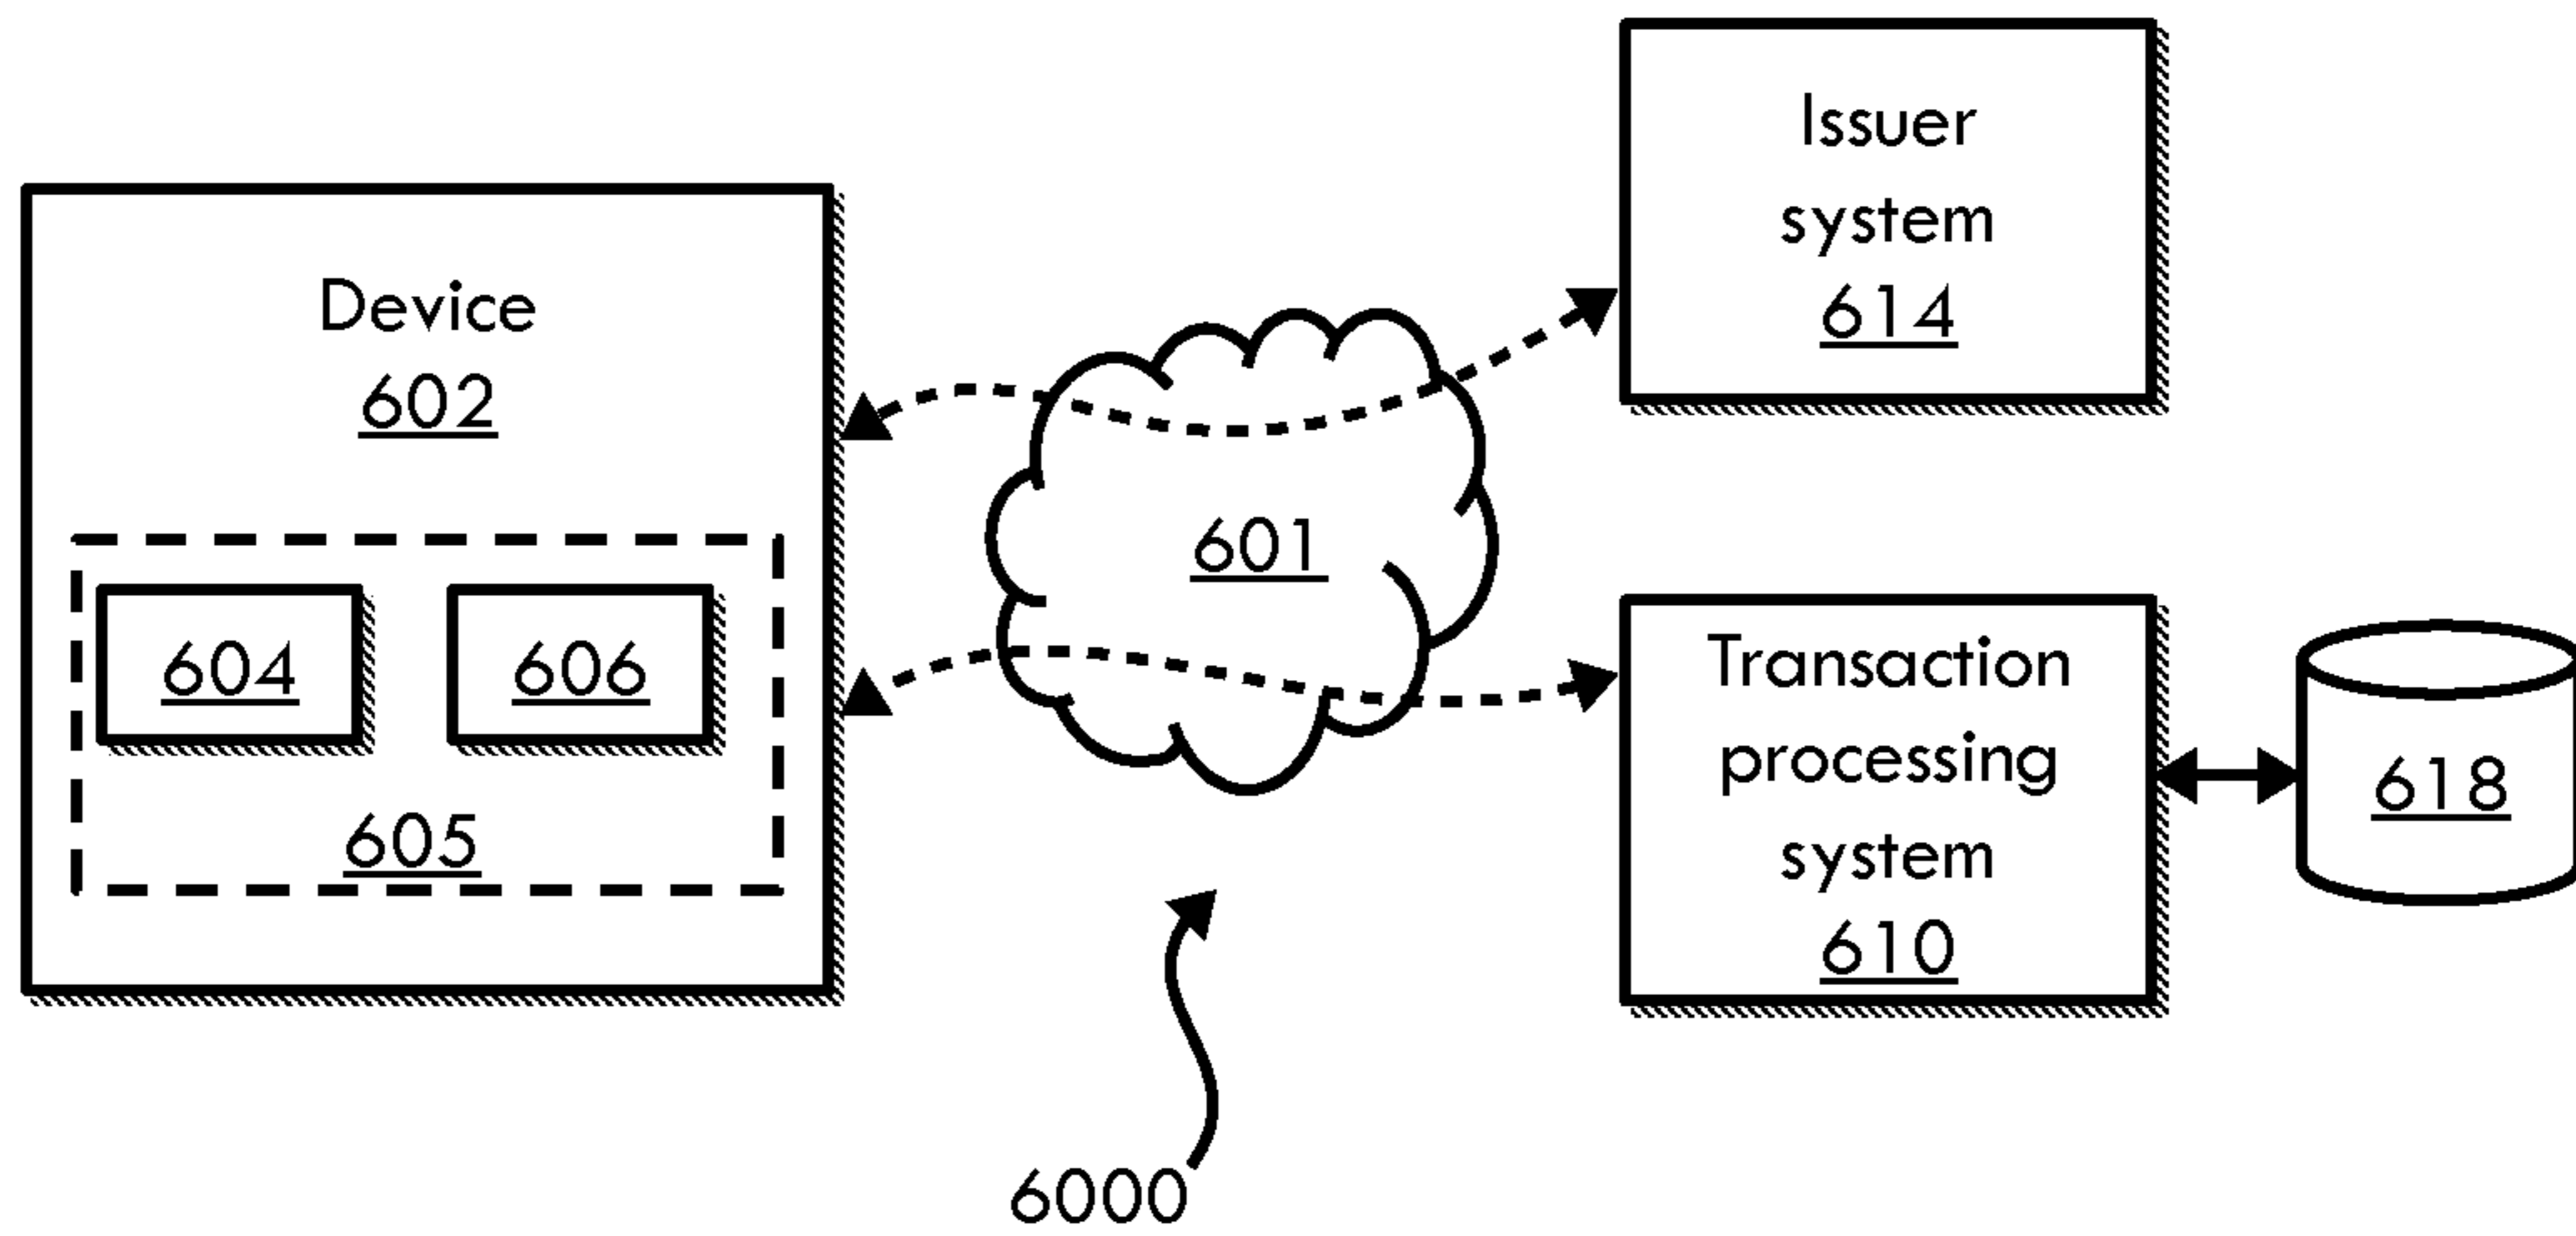 Device
602
604
606
605
601
Issuer
system
614
Transaction
processing
system
610
618
6000